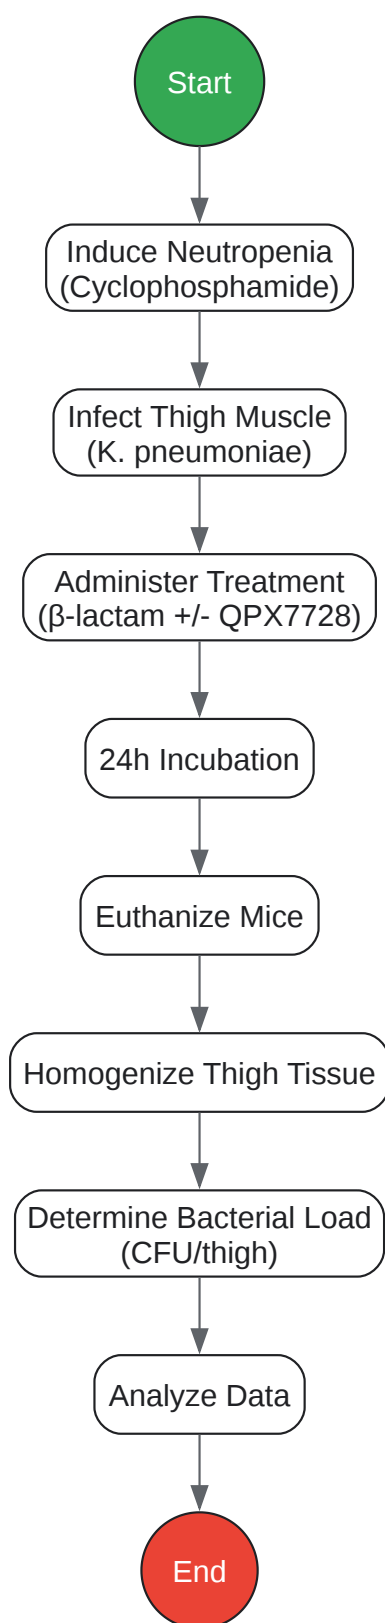 Start
Induce Neutropenia
(Cyclophosphamide)
Infect Thigh Muscle
(K. pneumoniae)
Administer Treatment
(β-lactam +/- QPX7728)
24h Incubation
Euthanize Mice
Homogenize Thigh Tissue
Determine Bacterial Load
(CFU/thigh)
Analyze Data
End